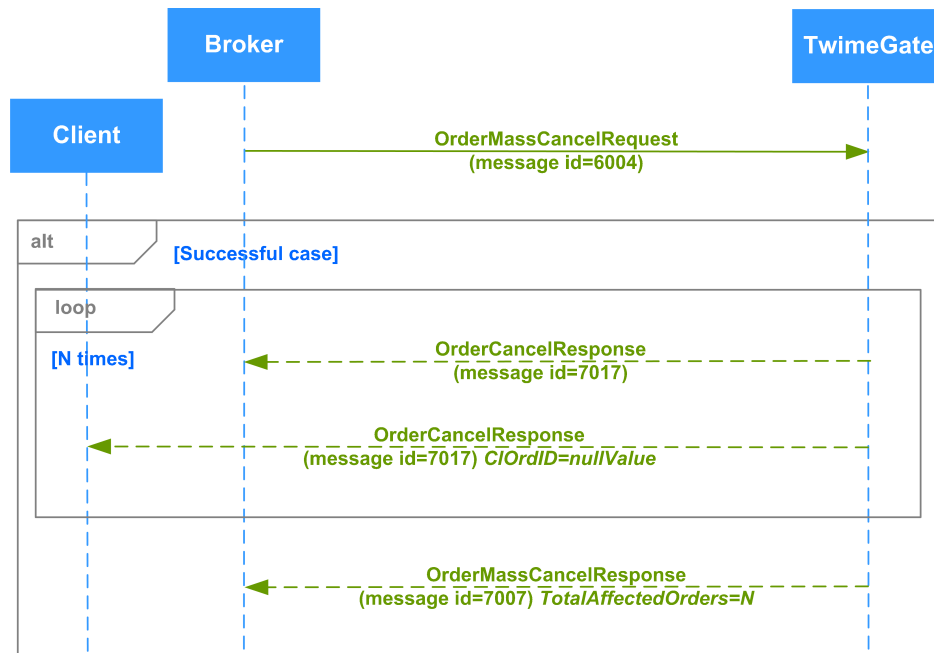 Broker
TwimeGate
Client
OrderMassCancelRequest
(message id=6004)
alt
[Successful case]
loop
[N times]
OrderCancelResponse
(message id=7017)
OrderCancelResponse
(message id=7017) ClOrdID=nullValue
OrderMassCancelResponse
(message id=7007) TotalAffectedOrders=N